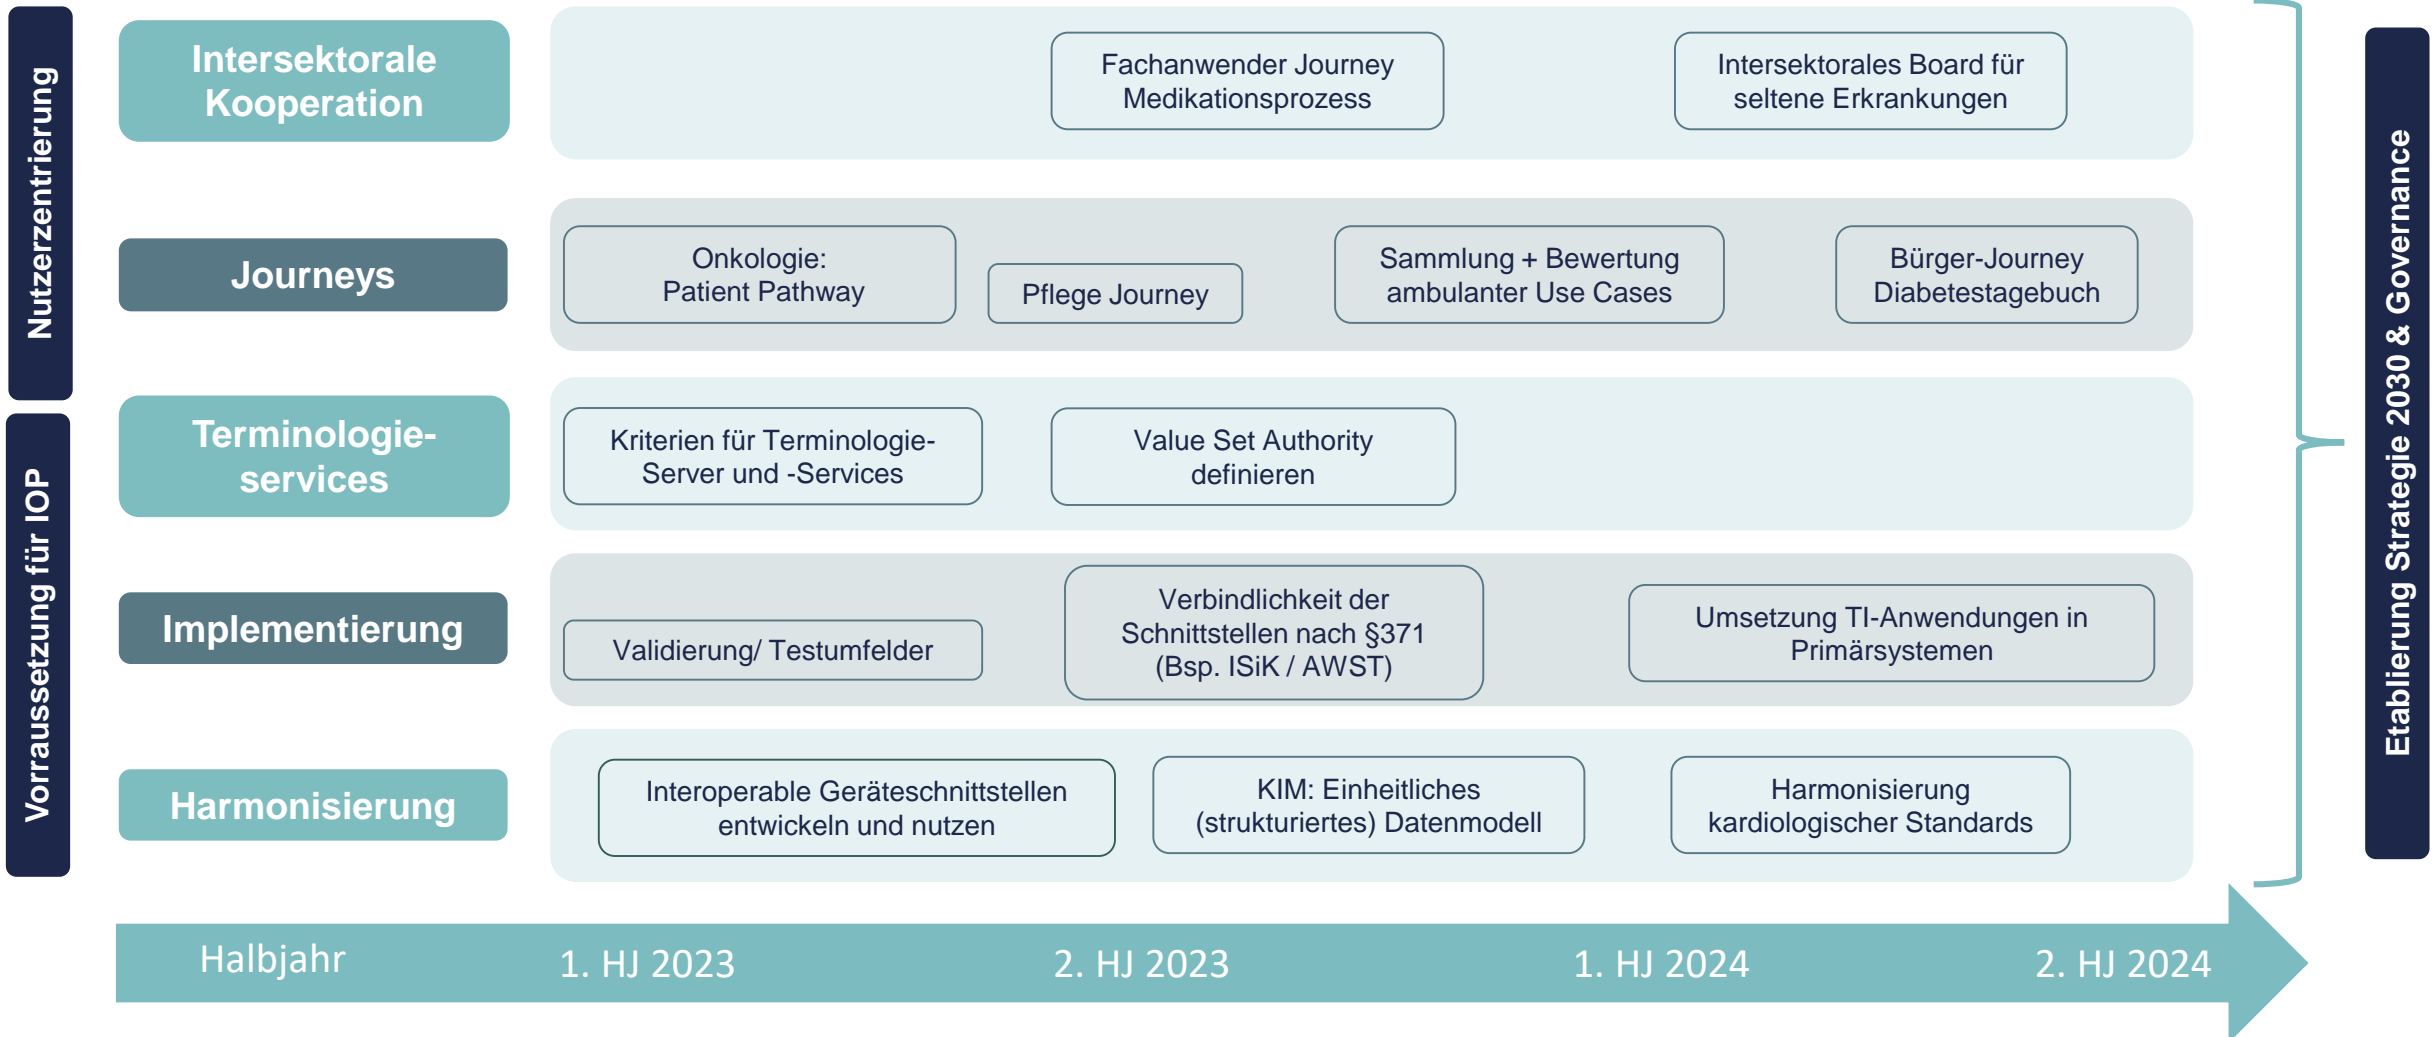 Nutzerzentrierung
Intersektorale
Kooperation
Fachanwender Journey
Medikationsprozess
Intersektorales Board für
seltene Erkrankungen
Journeys
Onkologie:
Patient Pathway
Pflege Journey
Sammlung + Bewertung
ambulanter Use Cases
Bürger-Journey
Diabetestagebuch
Vorraussetzung für IOP
Terminologie-
services
Kriterien für Terminologie-
Server und -Services
Value Set Authority
definieren
Implementierung
Validierung/ Testumfelder
Verbindlichkeit der
Schnittstellen nach §371
(Bsp. ISiK / AWST)
Umsetzung TI-Anwendungen in
Primärsystemen
Harmonisierung
Interoperable Geräteschnittstellen
entwickeln und nutzen
KIM: Einheitliches
(strukturiertes) Datenmodell
Harmonisierung
kardiologischer Standards
Etablierung Strategie 2030 & Governance
Halbjahr
1. HJ 2023
2. HJ 2023
1. HJ 2024
2. HJ 2024